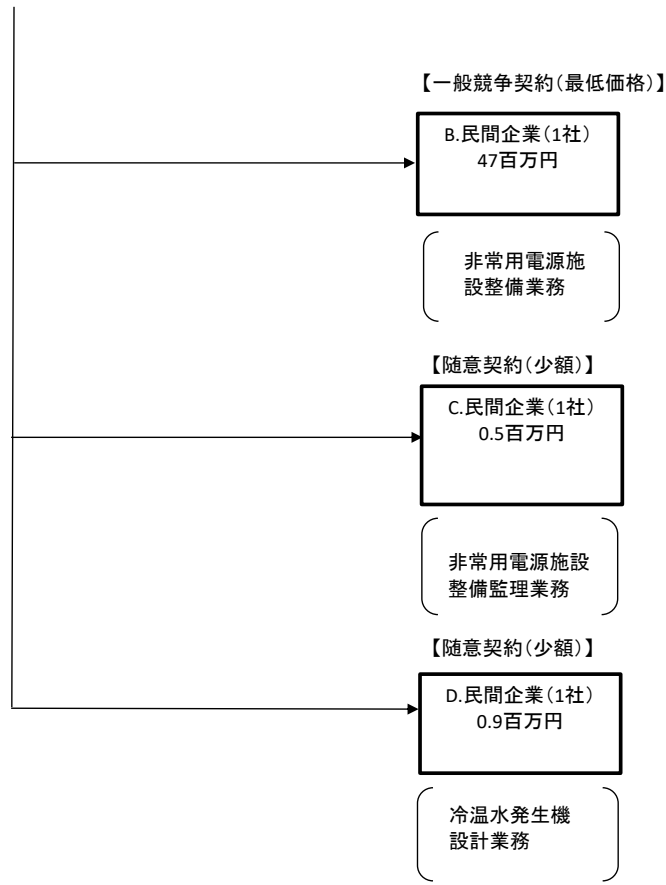 【一般競争契約(最低価格)】
B.民間企業(1社)
47百万円
非常用電源施
設整備業務
【随意契約(少額)】
C.民間企業(1社)
0.5百万円
非常用電源施設
整備監理業務
【随意契約(少額)】
D.民間企業(1社)
0.9百万円
冷温水発生機
設計業務